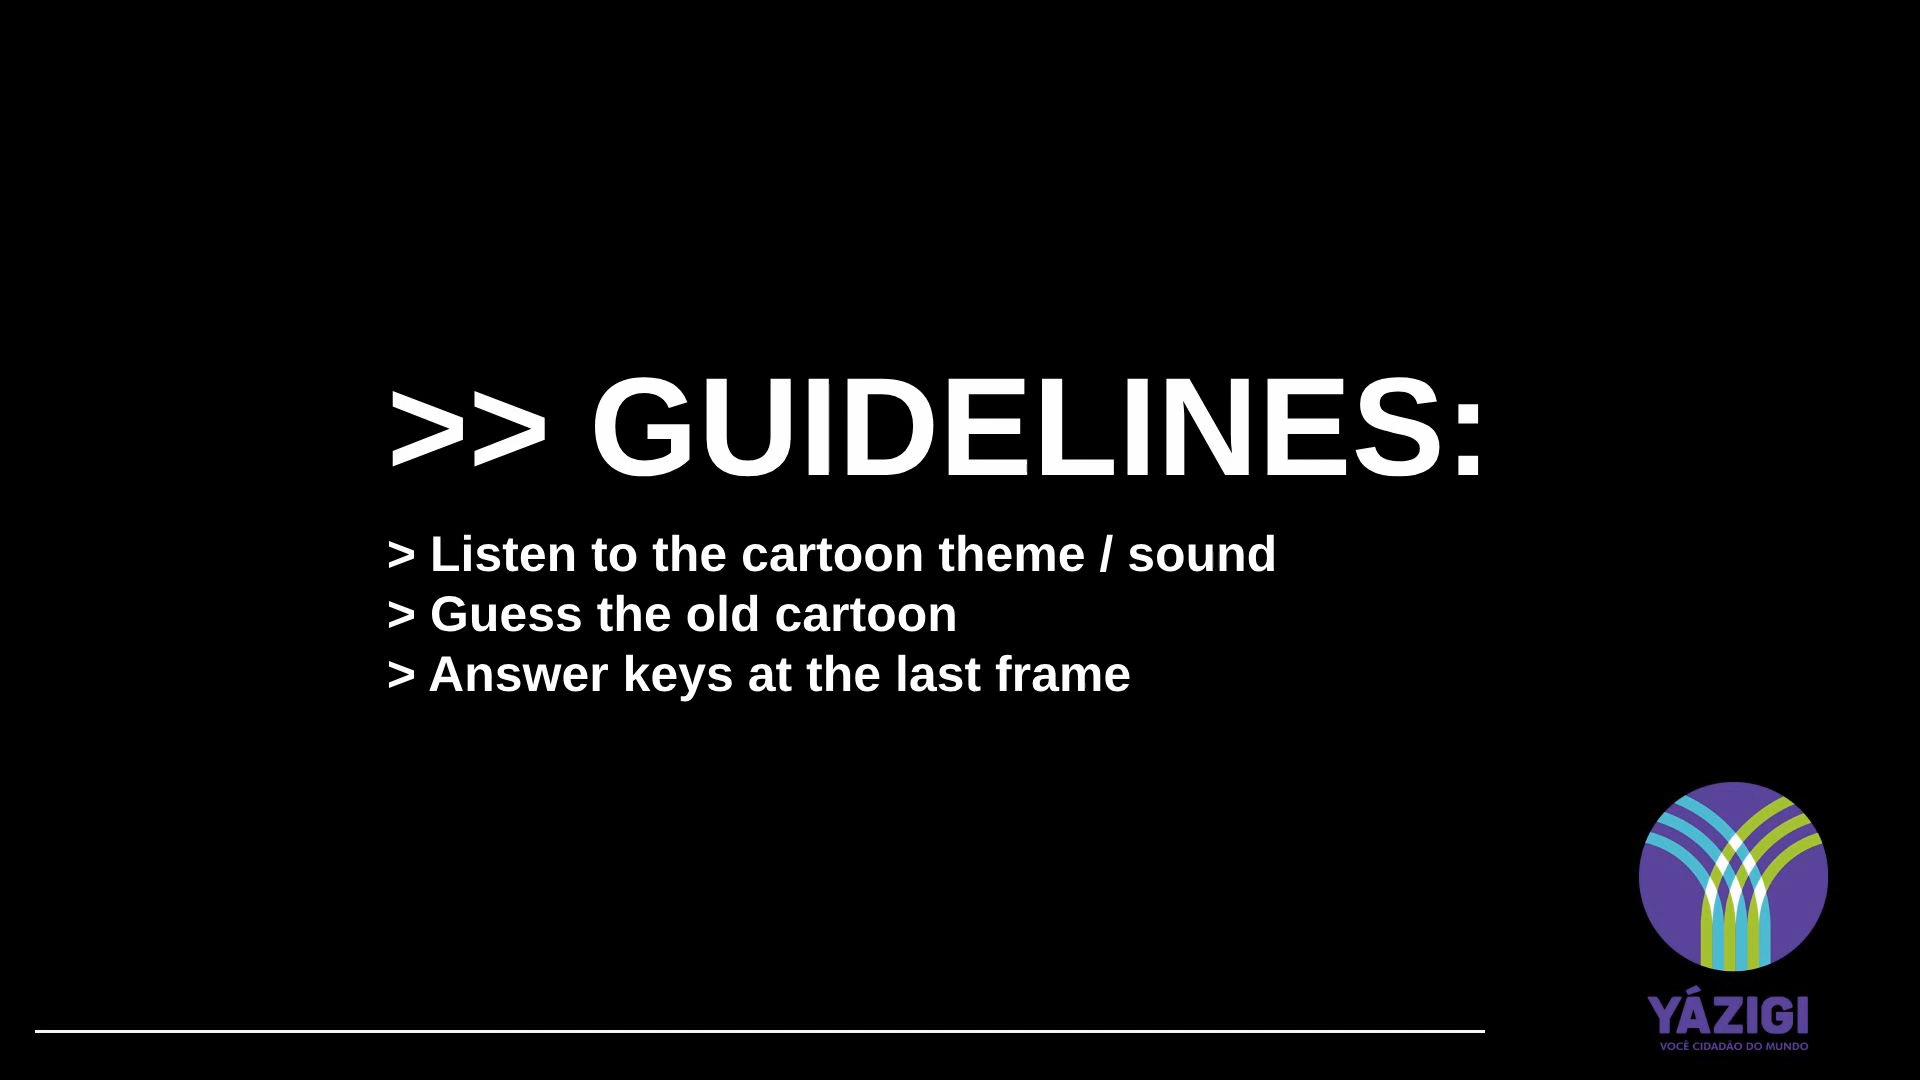 >> GUIDELINES:
> Listen to the cartoon theme / sound
> Guess the old cartoon
> Answer keys at the last frame
YÁZIGI
VOCÊ CIDADÃO DO MUNDO